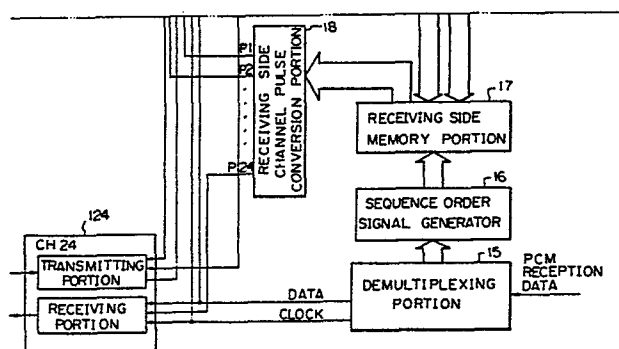 18
P1
P2
P24
RECEIVING SIDE
CHANNEL PULSE
CONVERSION PORTION
17
RECEIVING SIDE
MEMORY PORTION
16
SEQUENCE ORDER
SIGNAL GENERATOR
124
CH 24
TRANSMITTING
PORTION
RECEIVING
PORTION
DATA
CLOCK
15
DEMULTIPLEXING
PORTION
PCM
RECEPTION
DATA